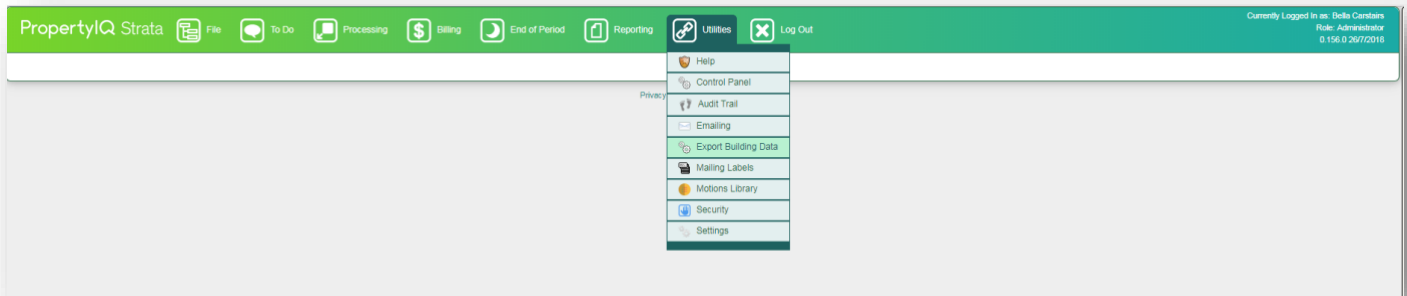 PropertyIQ Strata File To Do Processing Billing End of Period Reporting Utilities Log Out
Currently Logged In as: Bella Carstairs
Role: Administrator
0.156.0 26/7/2018
Help
Control Panel
Privacy
Audit Trail
Emailing
Export Building Data
Mailing Labels
Motions Library
Security
Settings